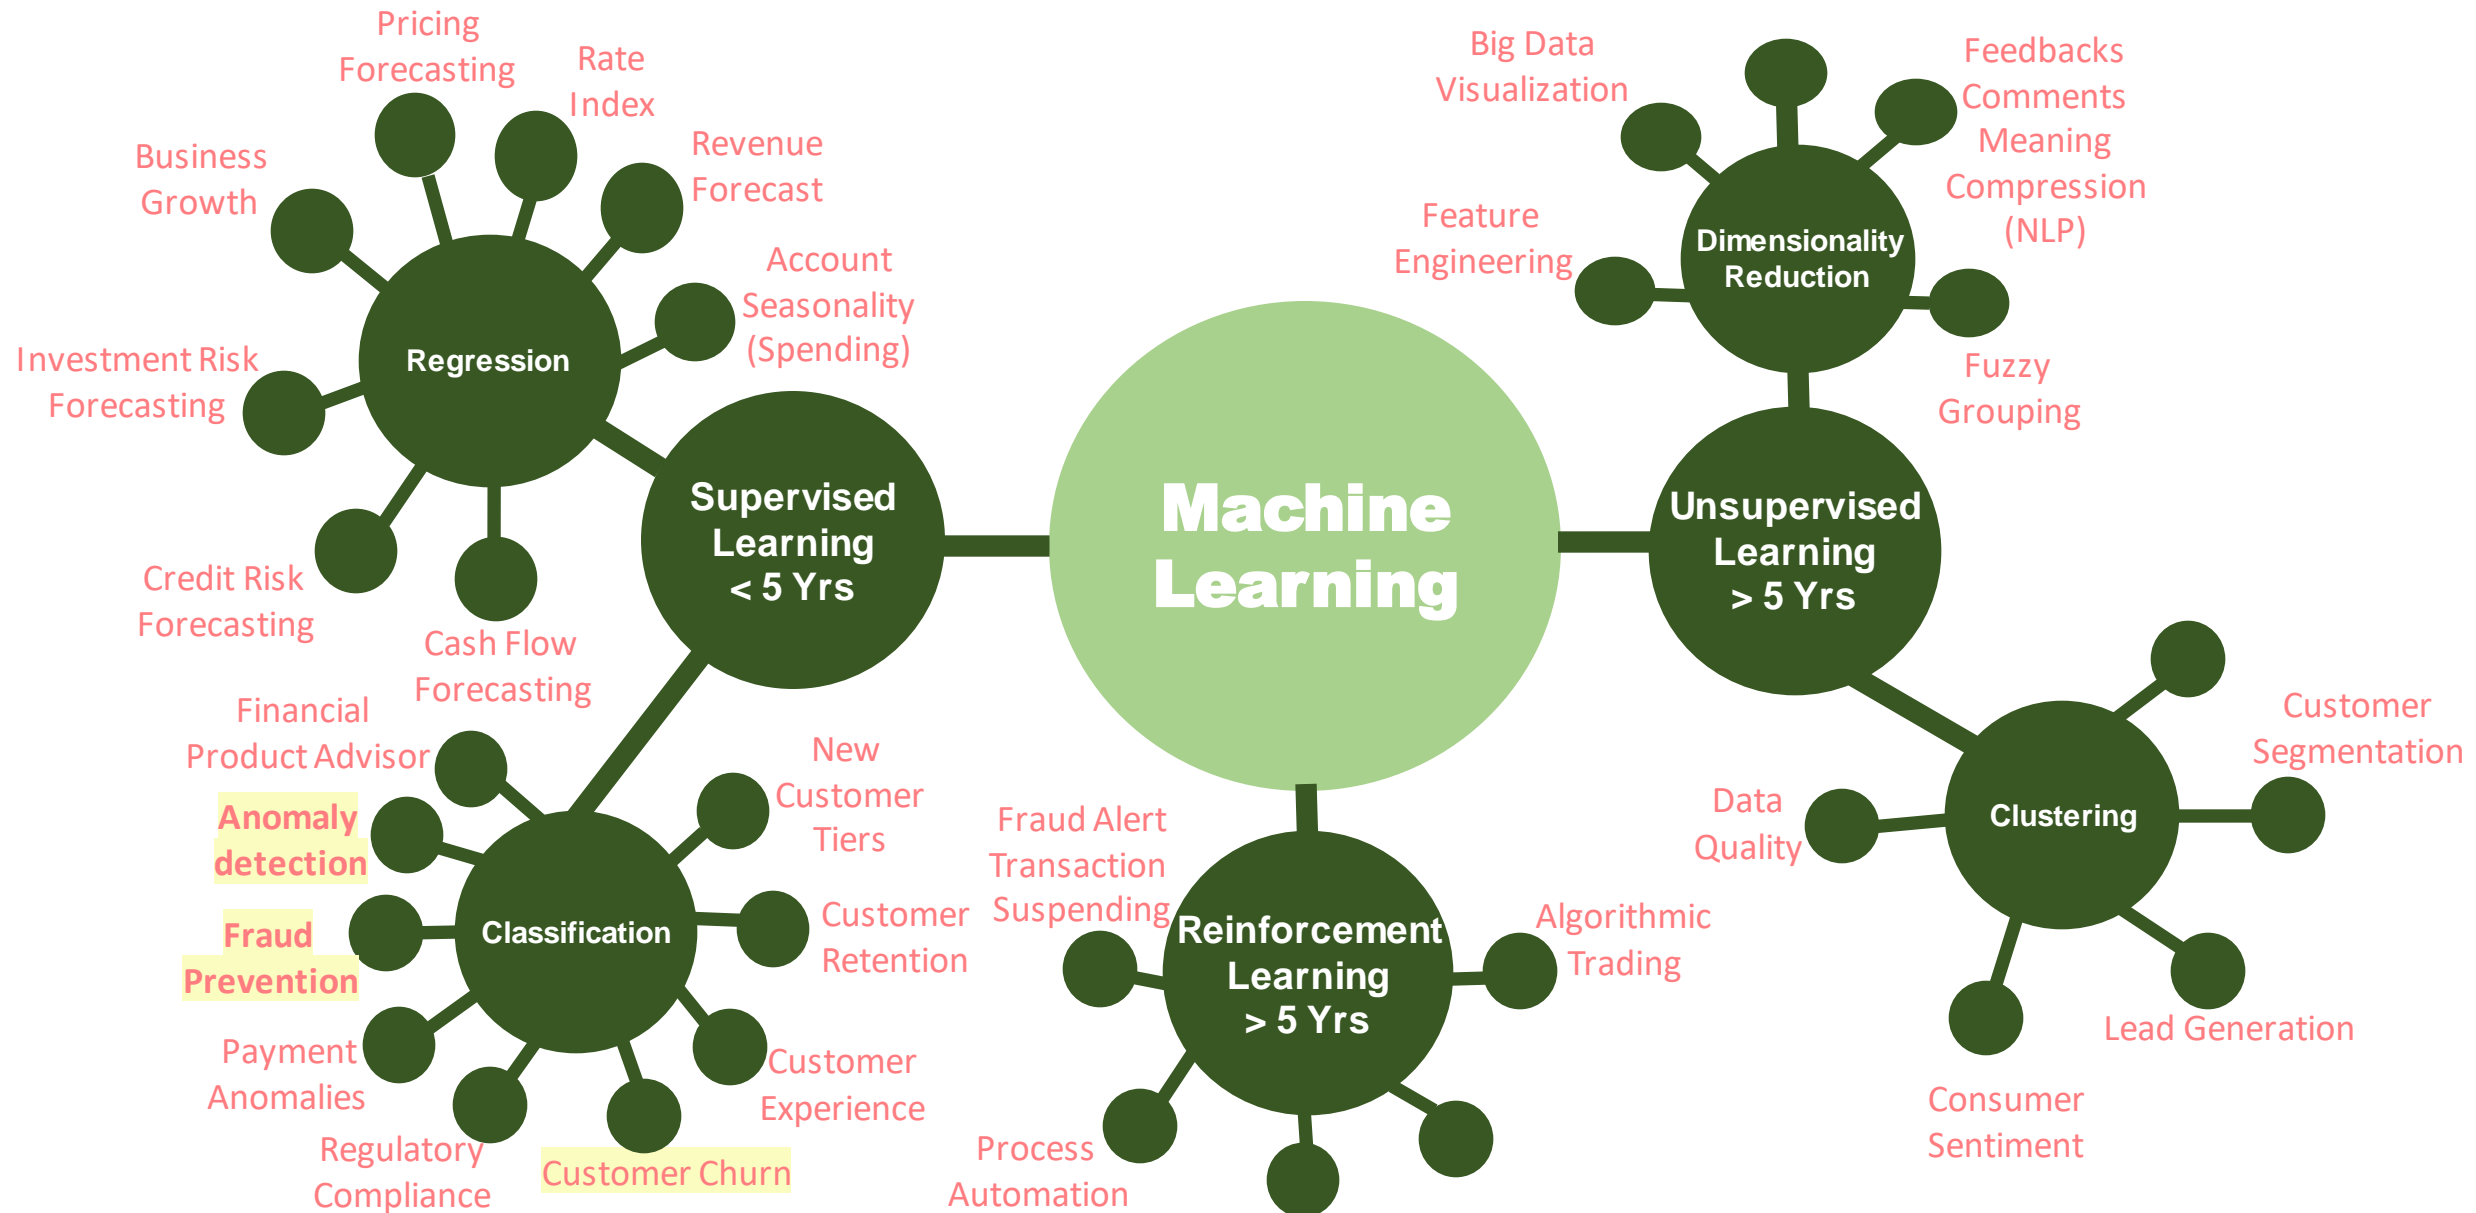 Pricing
Forecasting
Rate
Index
Business
Growth
Revenue
Forecast
Account
Seasonality
(Spending)
Investment Risk
Forecasting
Regression
Credit Risk
Forecasting
Cash Flow
Forecasting
Supervised
Learning
< 5 Yrs
Machine
Learning
Big Data
Visualization
Feedbacks
Comments
Meaning
Compression
(NLP)
Feature
Engineering
Dimensionality
Reduction
Fuzzy
Grouping
Unsupervised
Learning
> 5 Yrs
Financial
Product Advisor
Anomaly
detection
Fraud
Prevention
Payment
Anomalies
Regulatory
Compliance
Classification
New
Customer
Tiers
Customer
Retention
Customer
Experience
Customer Churn
Fraud Alert
Transaction
Suspending
Reinforcement
Learning
> 5 Yrs
Algorithmic
Trading
Process
Automation
Data
Quality
Clustering
Customer
Segmentation
Lead Generation
Consumer
Sentiment